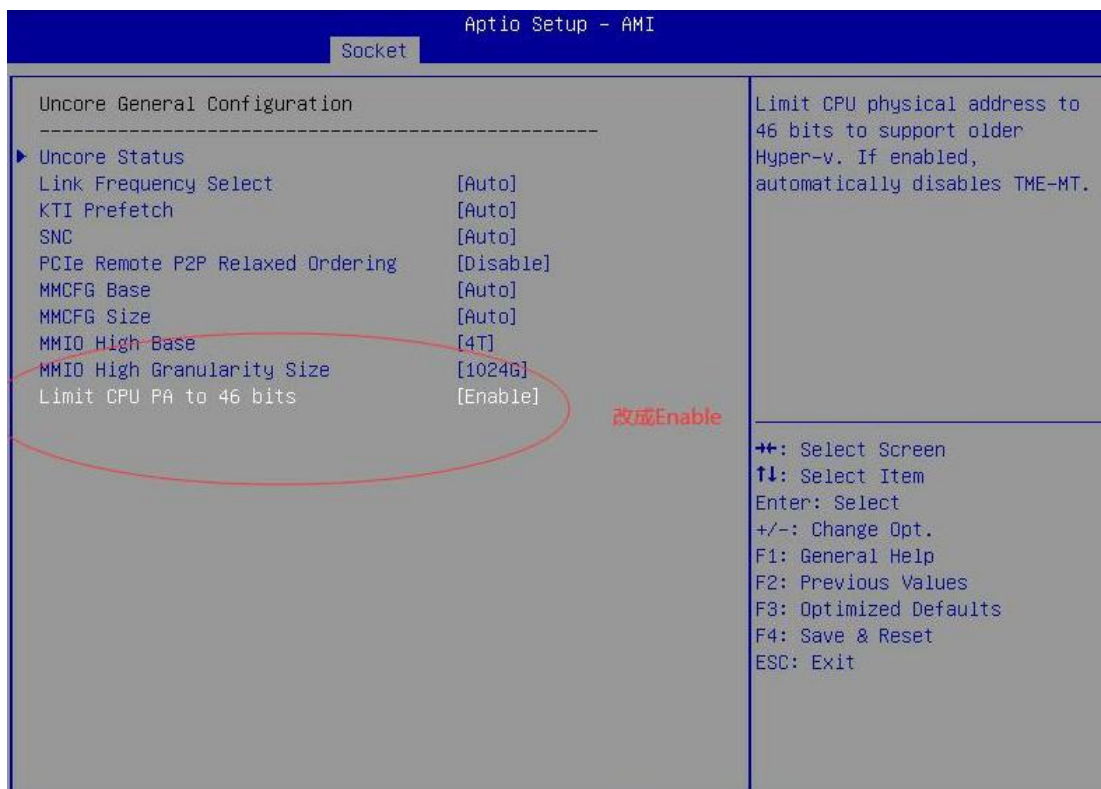 Aptio Setup - AMI
Socket
Uncore General Configuration
Uncore Status
Link Frequency Select [Auto]
KTI Prefetch [Auto]
SNC [Auto]
PCIe Remote P2P Relaxed Ordering [Disable]
MMCFG Base [Auto]
MMCFG Size [Auto]
MMIO High Base [4T]
MMIO High Granularity Size [1024G]
Limit CPU PA to 46 bits [Enable]
改成Enable
Limit CPU physical address to
46 bits to support older
Hyper-v. If enabled,
automatically disables TME-MT.
→←: Select Screen
↑↓: Select Item
Enter: Select
+/-: Change Opt.
F1: General Help
F2: Previous Values
F3: Optimized Defaults
F4: Save & Reset
ESC: Exit